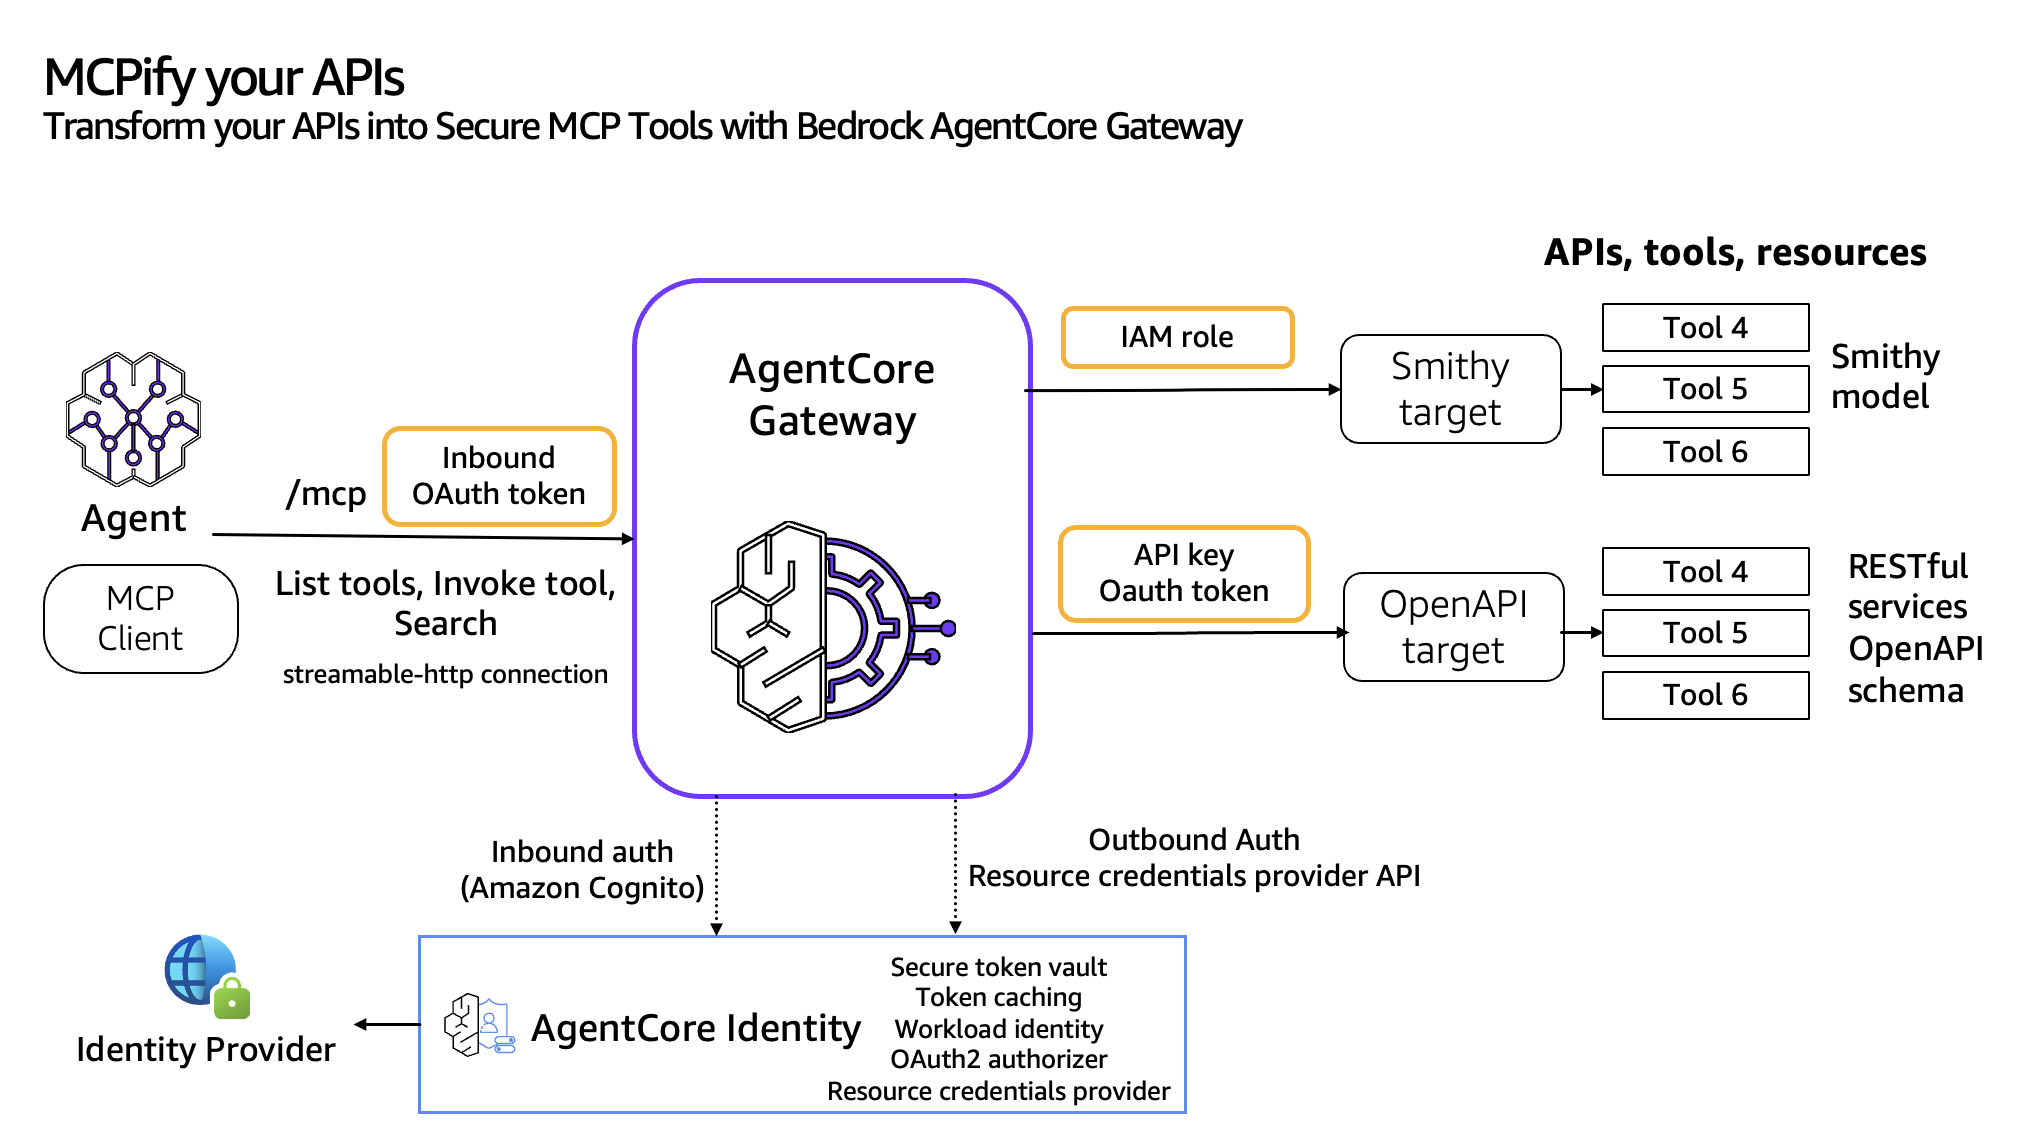 MCPify your APIs
Transform your APIs into Secure MCP Tools with Bedrock AgentCore Gateway
Agent
MCP
Client
/mcp
Inbound
OAuth token
List tools, Invoke tool,
Search
streamable-http connection
AgentCore
Gateway
IAM role
Smithy
target
APIs, tools, resources
Tool 4
Tool 5
Tool 6
Smithy
model
API key
Oauth token
OpenAPI
target
Tool 4
Tool 5
Tool 6
RESTful
services
OpenAPI
schema
Inbound auth
(Amazon Cognito)
Outbound Auth
Resource credentials provider API
Identity Provider
AgentCore Identity
Secure token vault
Token caching
Workload identity
OAuth2 authorizer
Resource credentials provider